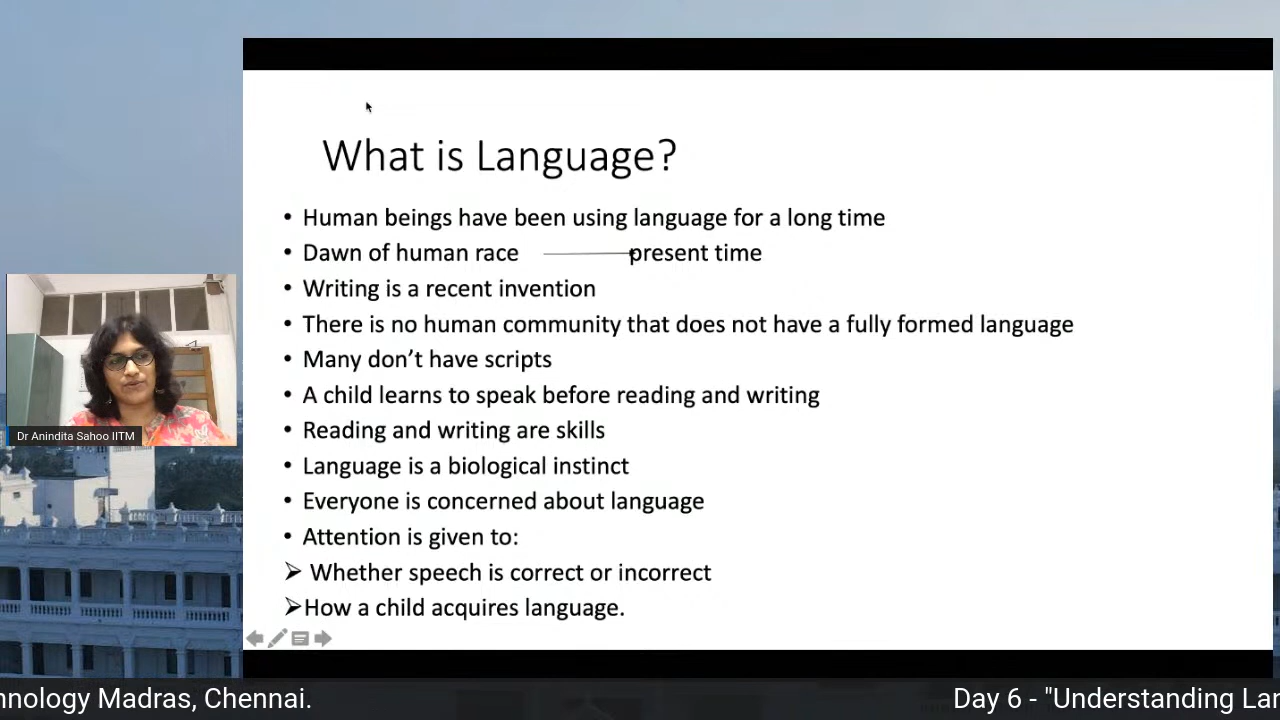 What is Language?
• Human beings have been using language for a long time
• Dawn of human race present time
• Writing is a recent invention
• There is no human community that does not have a fully formed language
• Many don’t have scripts
• A child learns to speak before reading and writing
• Reading and writing are skills
• Language is a biological instinct
• Everyone is concerned about language
• Attention is given to:
➢ Whether speech is correct or incorrect
➢How a child acquires language.
Dr Anindita Sahoo IITM
Madras, Chennai.
Day 6 - "Understanding